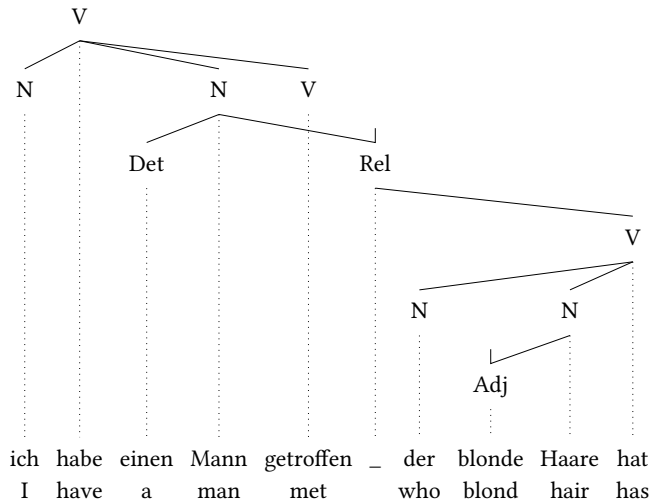 V
N N V
Det Rel
V
N N
Adj
ich habe einen Mann getroffen _ der blonde Haare hat
I have a man met who blond hair has